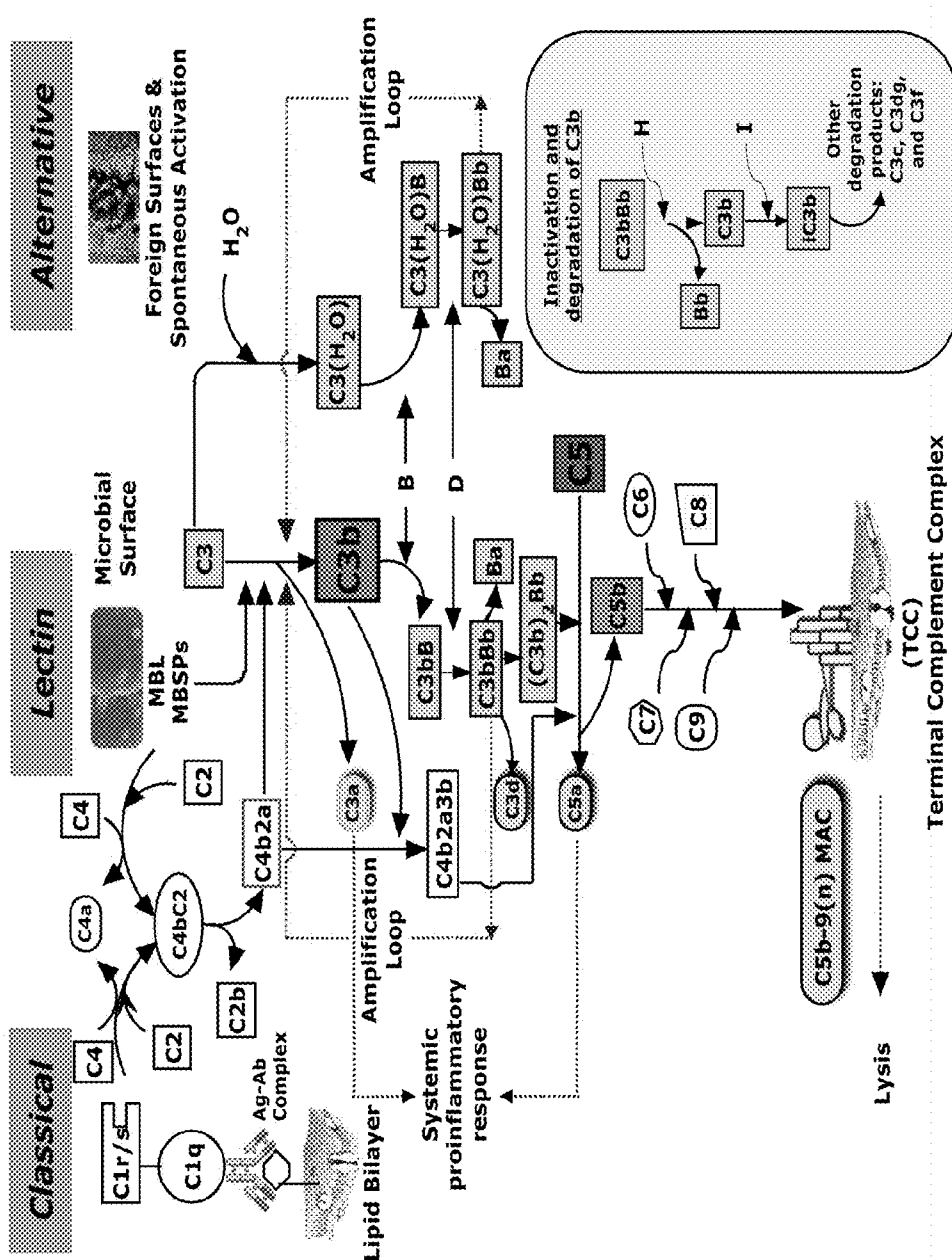 Classical
Lectin
Alternative
C1r/s
C1q
Ag-Ab
Complex
Lipid Bilayer
C4
C2
C4a
C4bC2
C2b
C4
C2
C4b2a
MBL
MBSPs
Microbial
Surface
Foreign Surfaces &
Spontaneous Activation
C3
H2O
C3b
C3(H2O)
C3a
Amplification
Loop
Amplification
Loop
C4b2a3b
B
C3bB
C3(H2O)B
D
C3bBb
C3(H2O)Bb
Ba
Ba
C3d
(C3b)2Bb
C5
C5a
C5b
Systemic
proinflammatory
response
C6
C7
C8
C9
C5b-9(n) MAC
Lysis
(TCC)
Terminal Complement Complex
Inactivation and
degradation of C3b
C3bBb
H
Bb
C3b
I
iC3b
Other
degradation
products:
C3c, C3dg,
and C3f